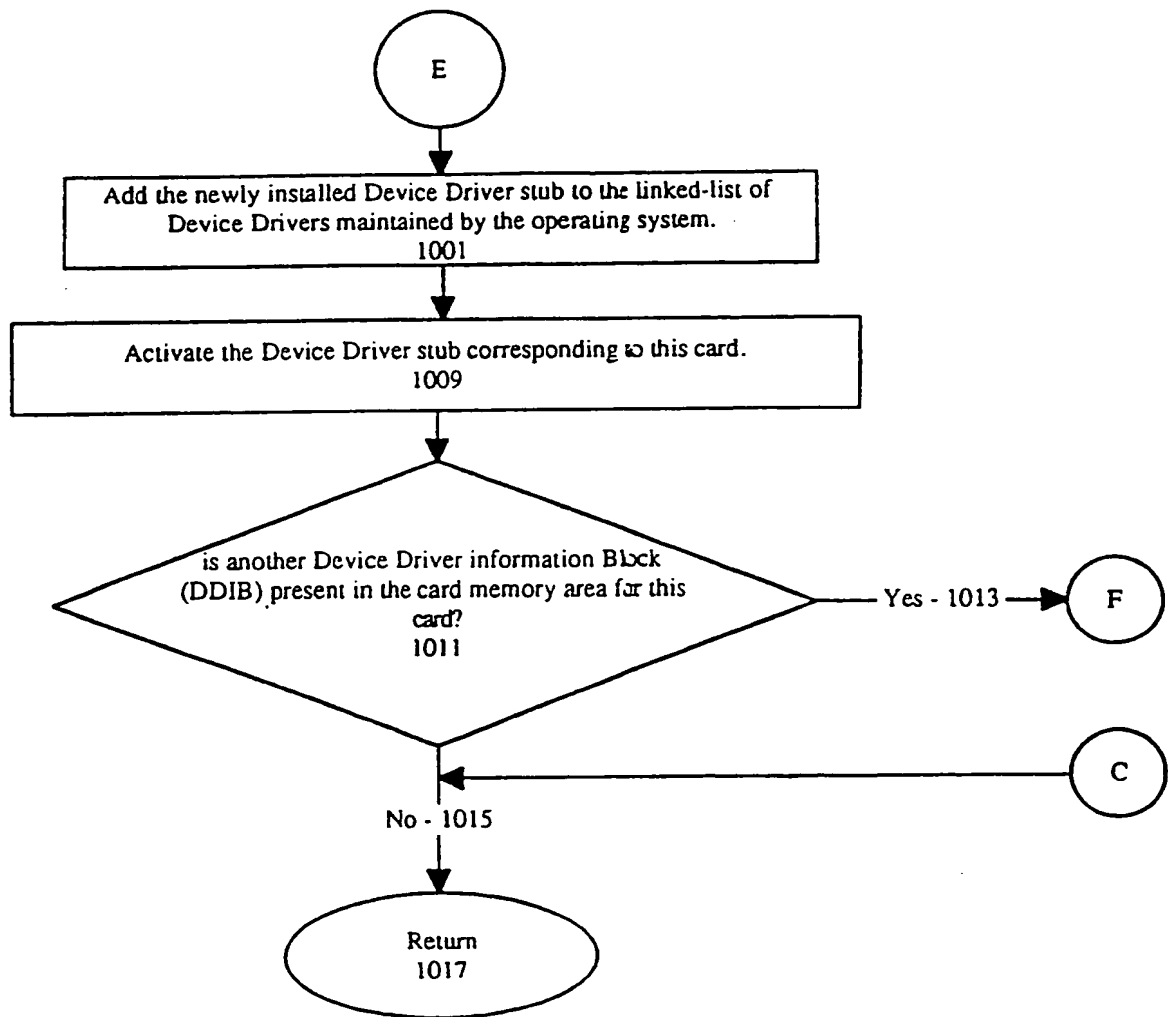 E
Add the newly installed Device Driver stub to the linked-list of
Device Drivers maintained by the operating system.
1001
Activate the Device Driver stub corresponding to this card.
1009
is another Device Driver information Block
(DDIB) present in the card memory area for this
card?
1011
Yes - 1013
F
C
No - 1015
Return
1017